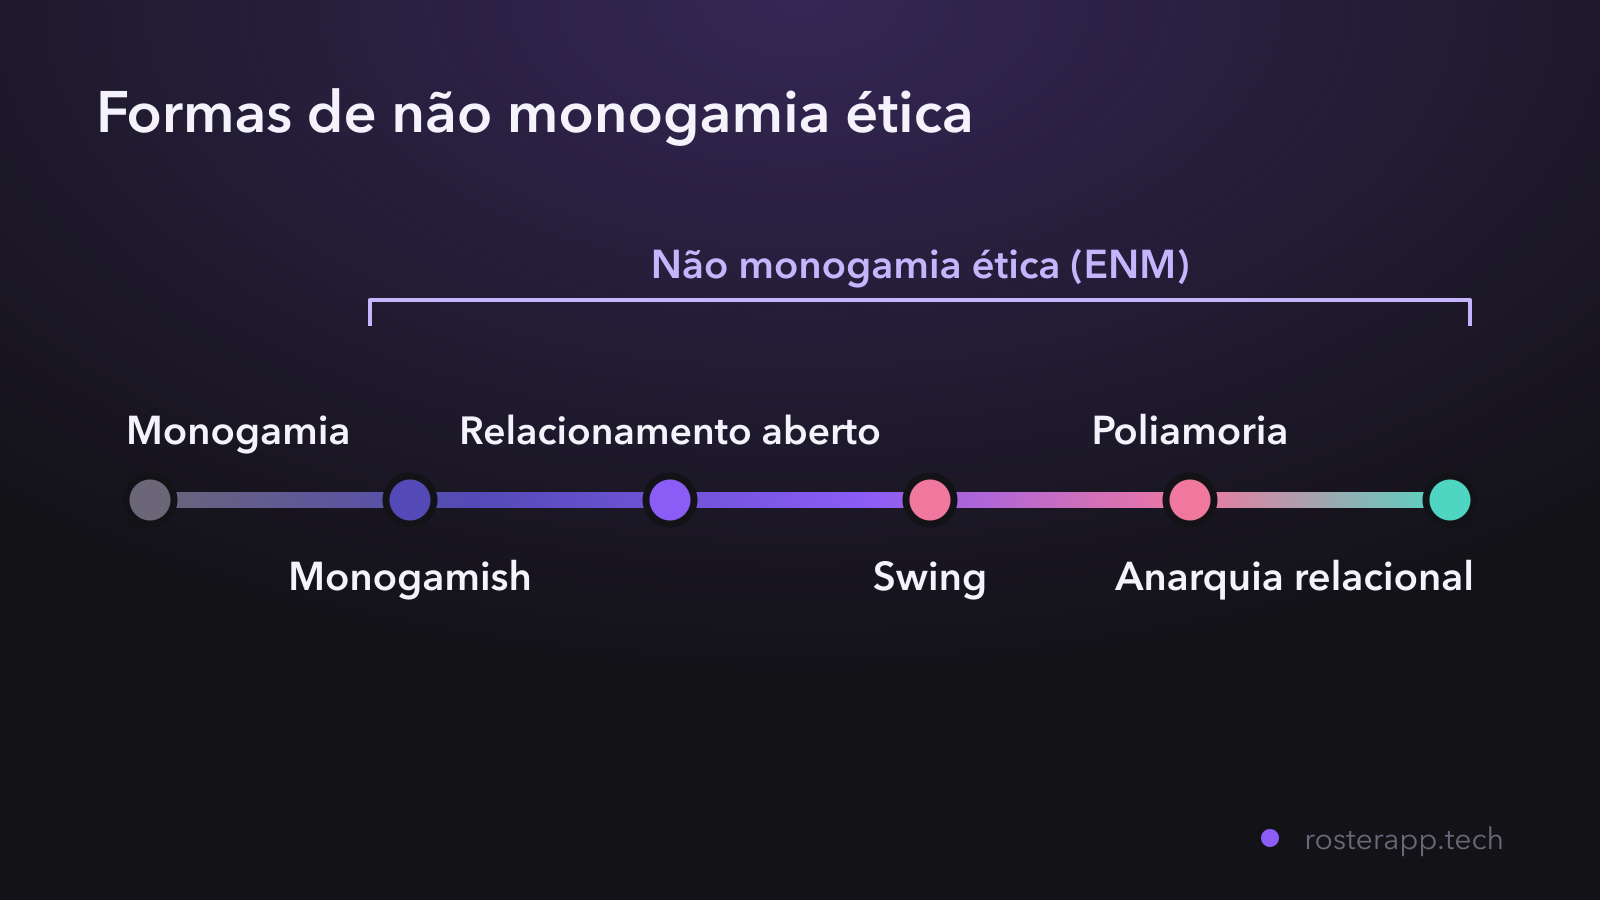 Formas de não monogamia ética
Não monogamia ética (ENM)
Monogamia
Relacionamento aberto
Poliamoria
Monogamish
Swing
Anarquia relacional
rosterapp.tech